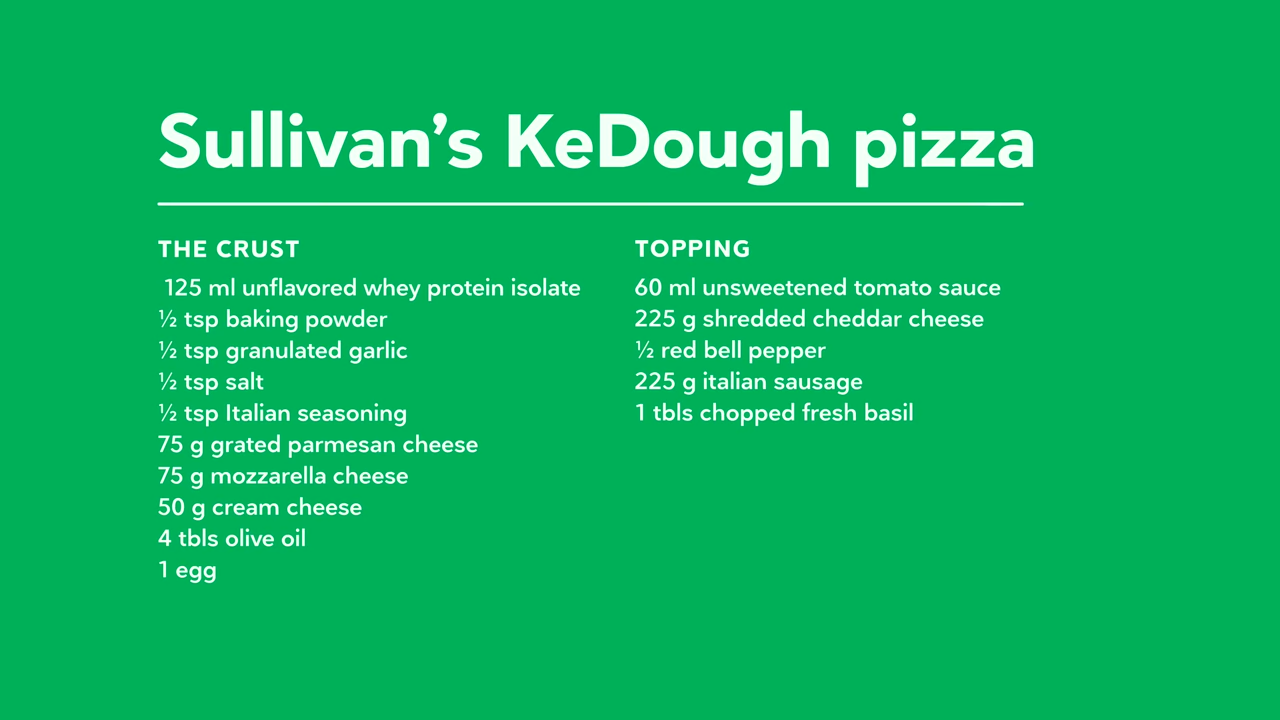 Sullivan’s KeDough pizza
THE CRUST
125 ml unflavored whey protein isolate
½ tsp baking powder
½ tsp granulated garlic
½ tsp salt
½ tsp Italian seasoning
75 g grated parmesan cheese
75 g mozzarella cheese
50 g cream cheese
4 tbls olive oil
1 egg
TOPPING
60 ml unsweetened tomato sauce
225 g shredded cheddar cheese
½ red bell pepper
225 g italian sausage
1 tbls chopped fresh basil